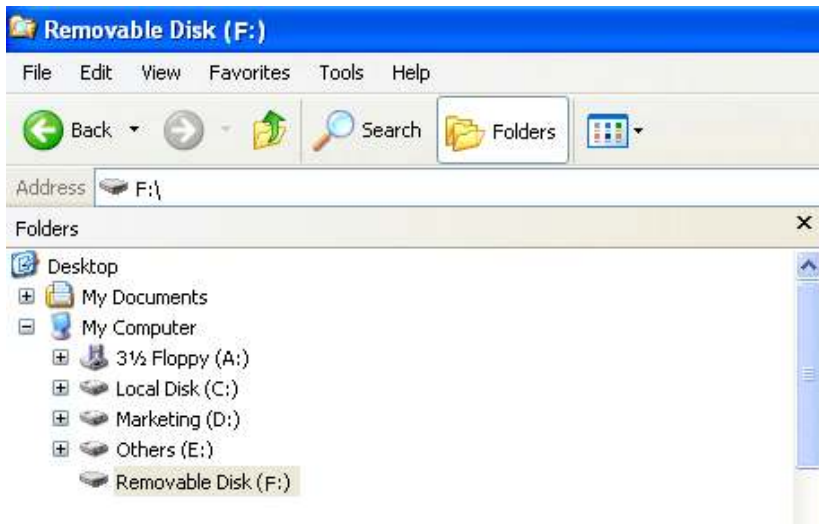 Removable Disk (F:)
File Edit View Favorites Tools Help
Back Search Folders
Address F:\
Folders
Desktop
My Documents
My Computer
3½ Floppy (A:)
Local Disk (C:)
Marketing (D:)
Others (E:)
Removable Disk (F:)